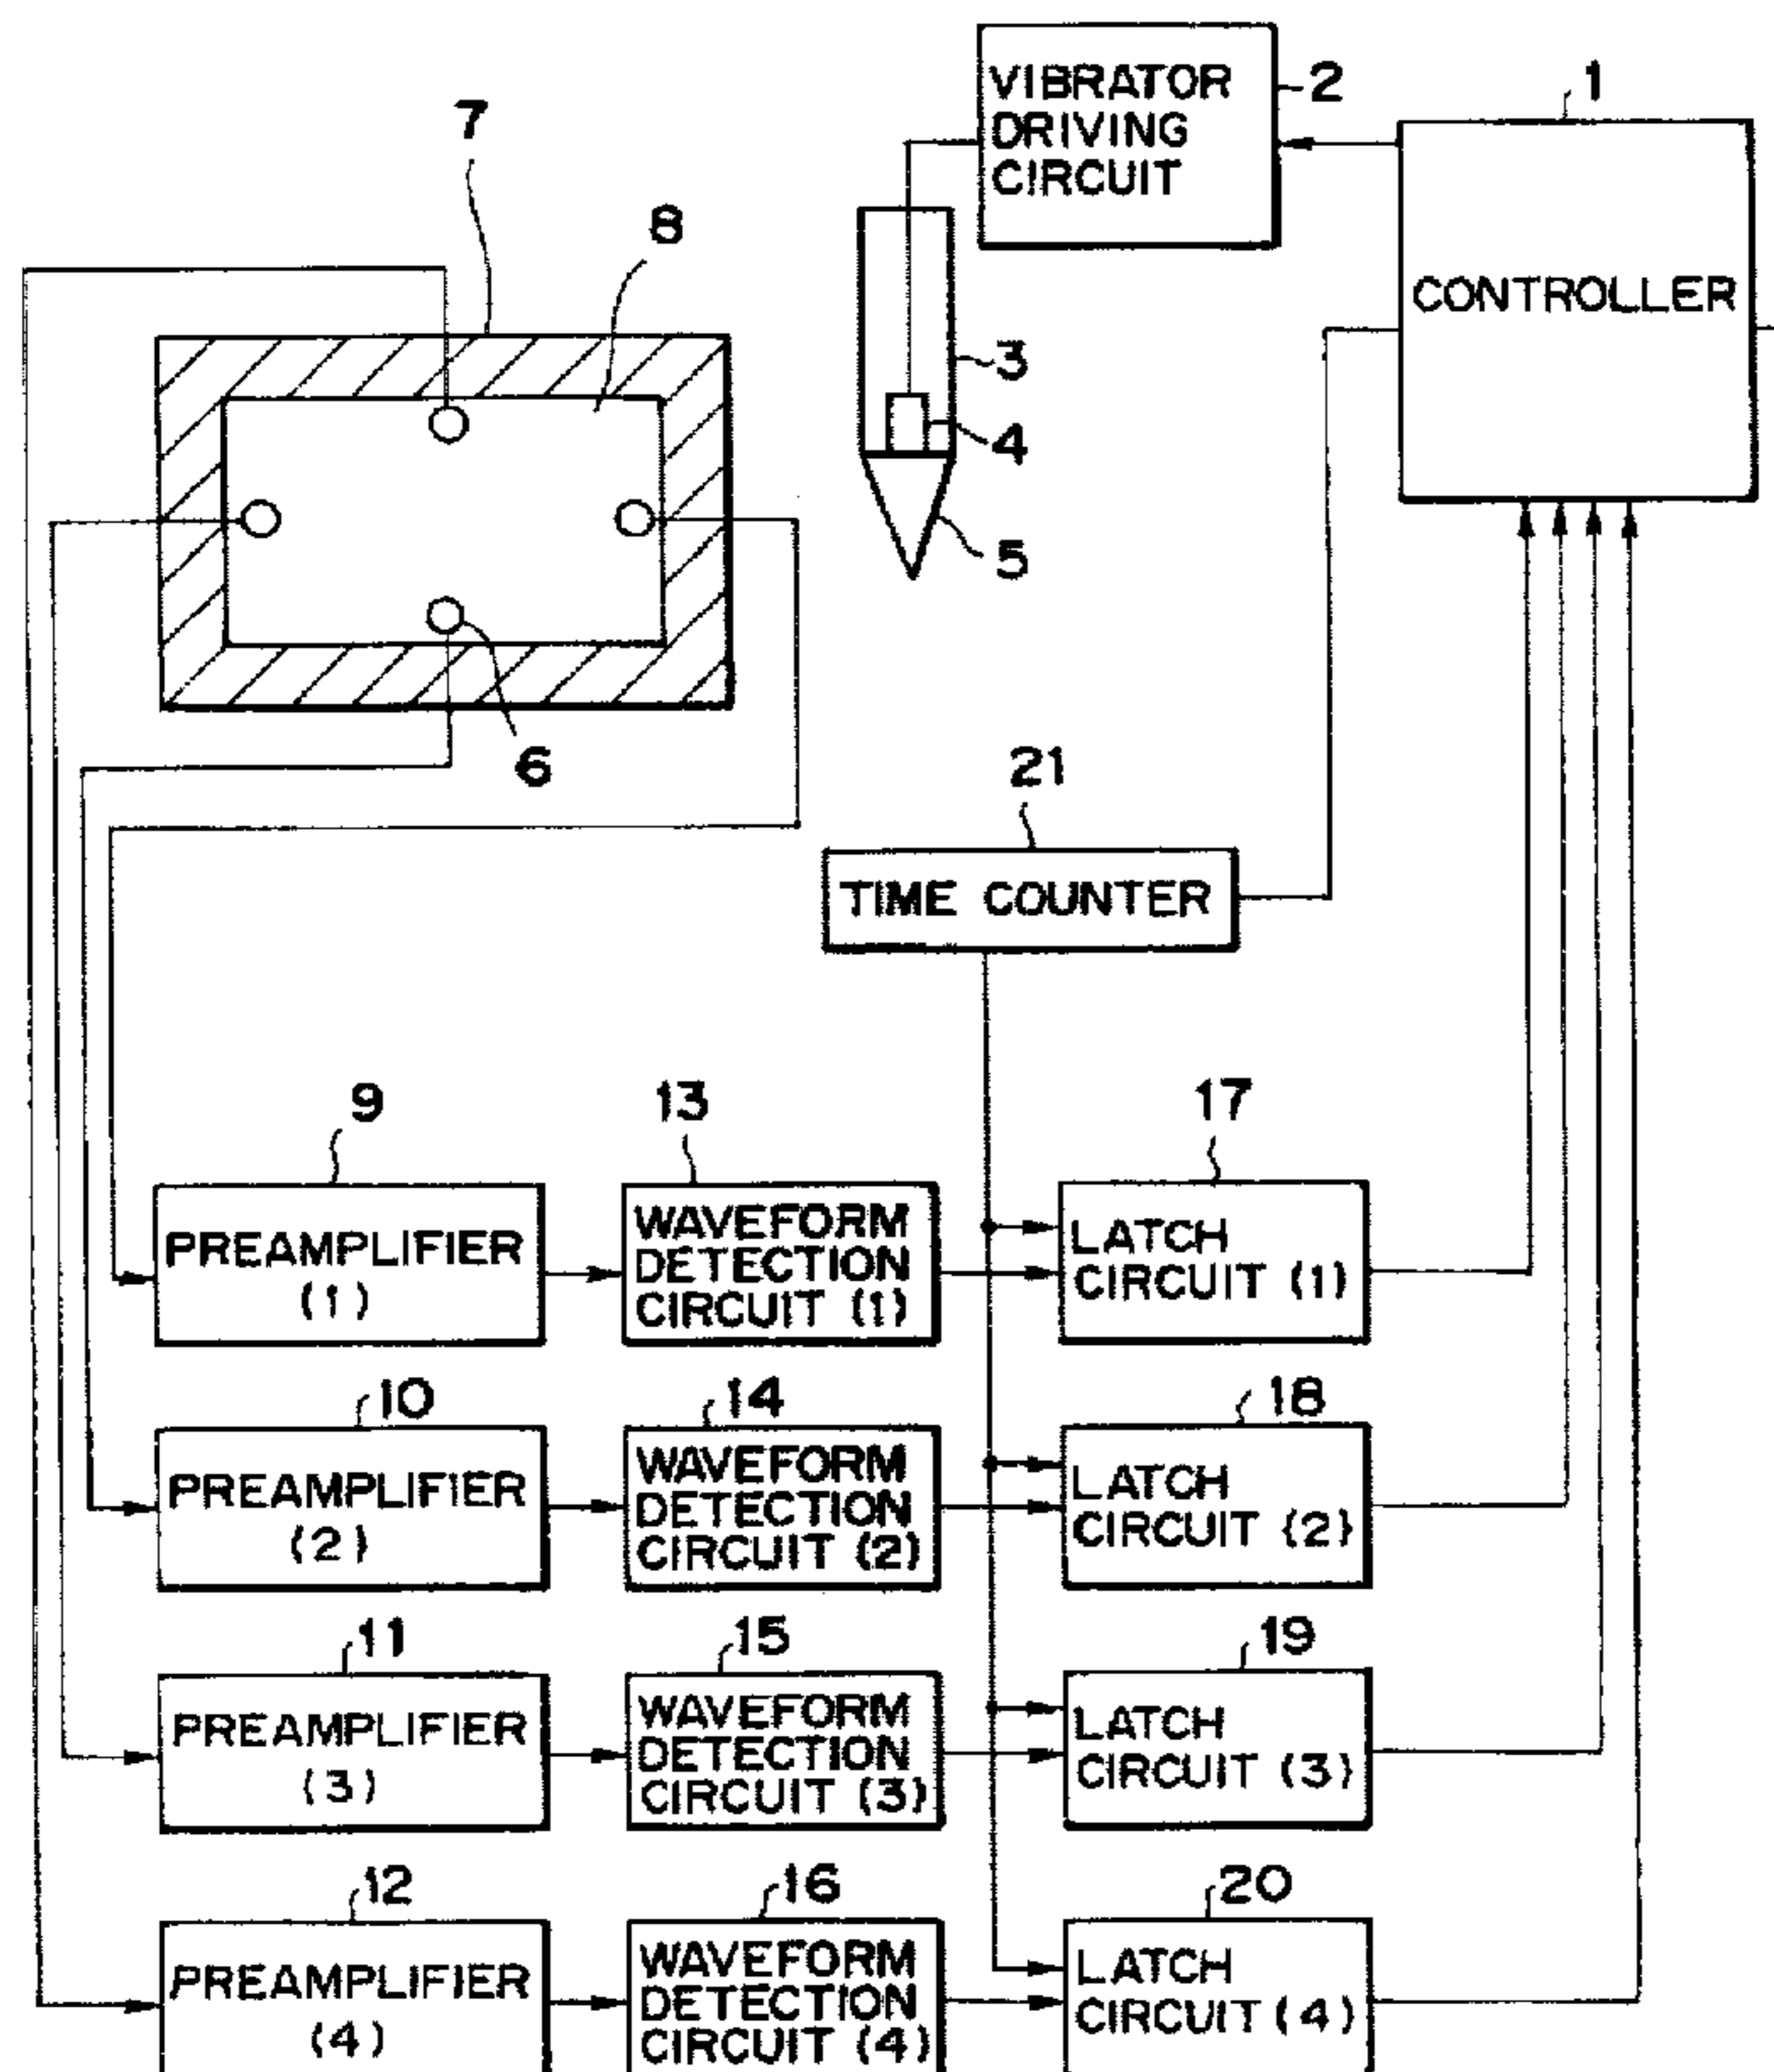 VIBRATOR
DRIVING
CIRCUIT
2
1
CONTROLLER
7
8
3
4
5
6
21
TIME COUNTER
9
13
17
PREAMPLIFIER
(1)
WAVEFORM
DETECTION
CIRCUIT (1)
LATCH
CIRCUIT (1)
10
14
18
PREAMPLIFIER
(2)
WAVEFORM
DETECTION
CIRCUIT (2)
LATCH
CIRCUIT (2)
11
15
19
PREAMPLIFIER
(3)
WAVEFORM
DETECTION
CIRCUIT (3)
LATCH
CIRCUIT (3)
12
16
20
PREAMPLIFIER
(4)
WAVEFORM
DETECTION
CIRCUIT (4)
LATCH
CIRCUIT (4)